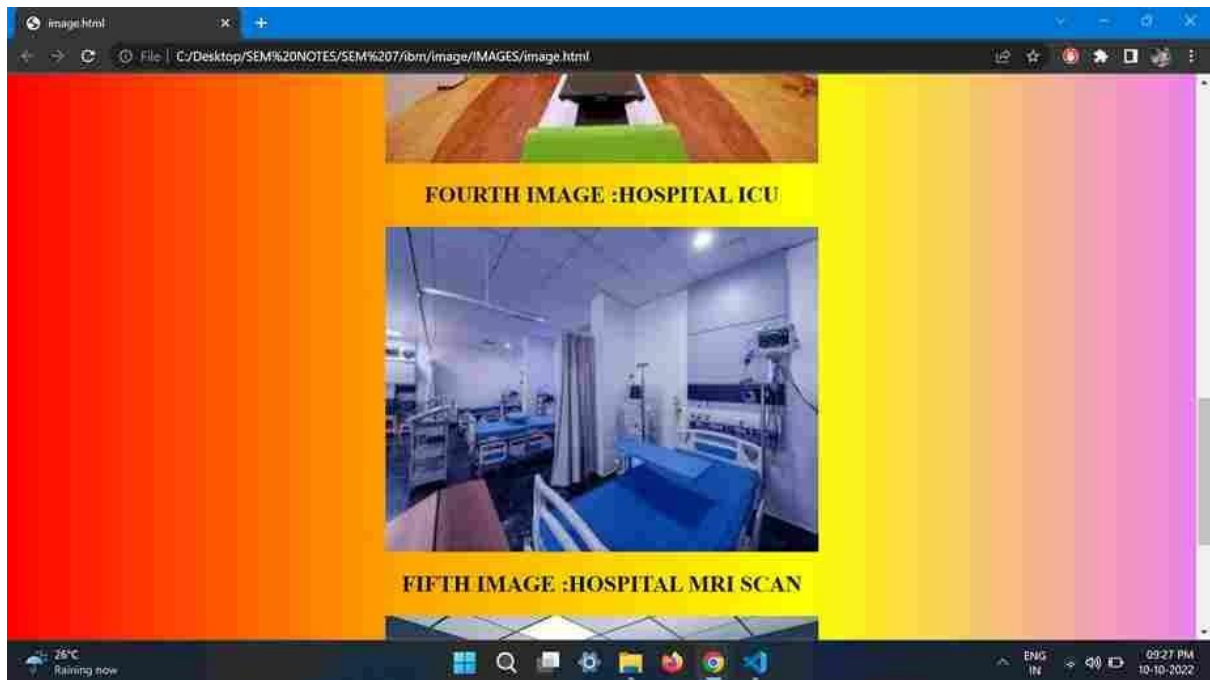 image.html
File | C:/Desktop/SEM%20NOTES/SEM%207/ibm/image/IMAGES/image.html
FOURTH IMAGE :HOSPITAL ICU
FIFTH IMAGE :HOSPITAL MRI SCAN
26°C
Raining now
ENG
IN
09:27 PM
10-10-2022